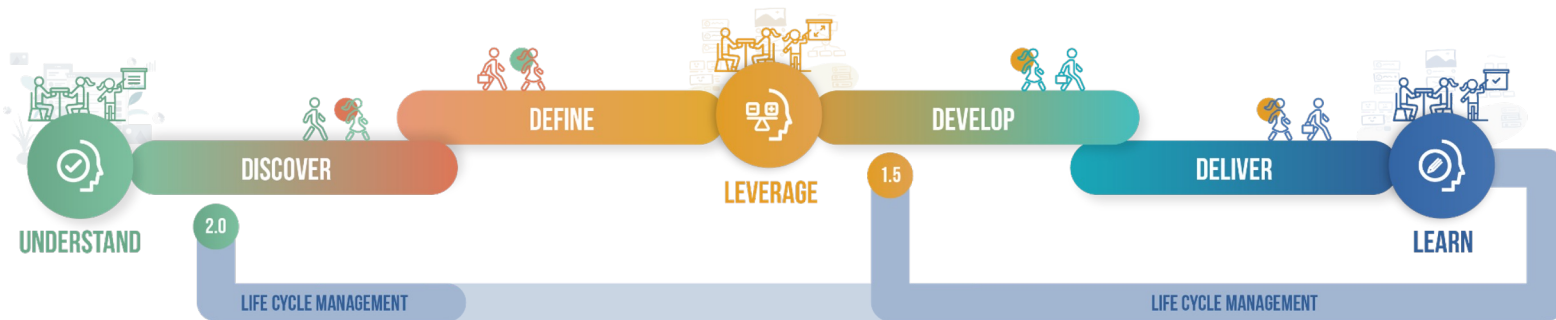 DEFINE
DEVELOP
DISCOVER
DELIVER
1.5
LEVERAGE
2.0
UNDERSTAND
LEARN
LIFE CYCLE MANAGEMENT
LIFE CYCLE MANAGEMENT